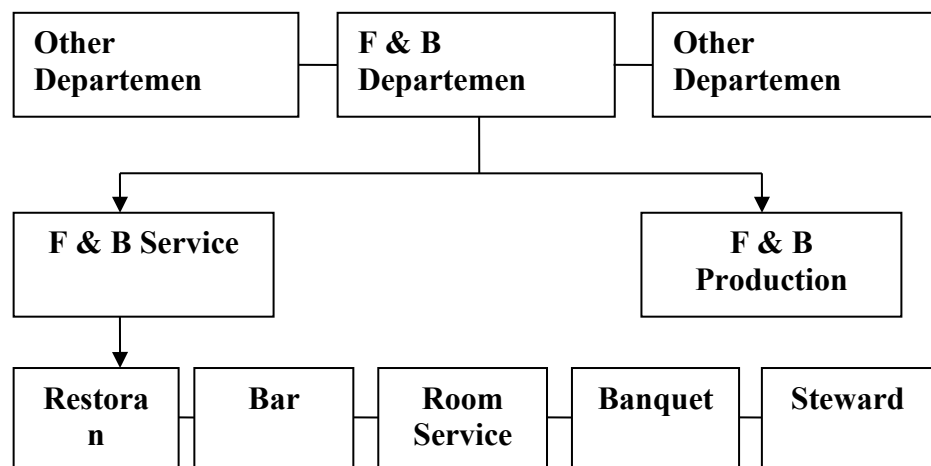 Other
Departemen
F & B
Departemen
Other
Departemen
F & B Service
F & B
Production
Restora
n
Bar
Room
Service
Banquet
Steward